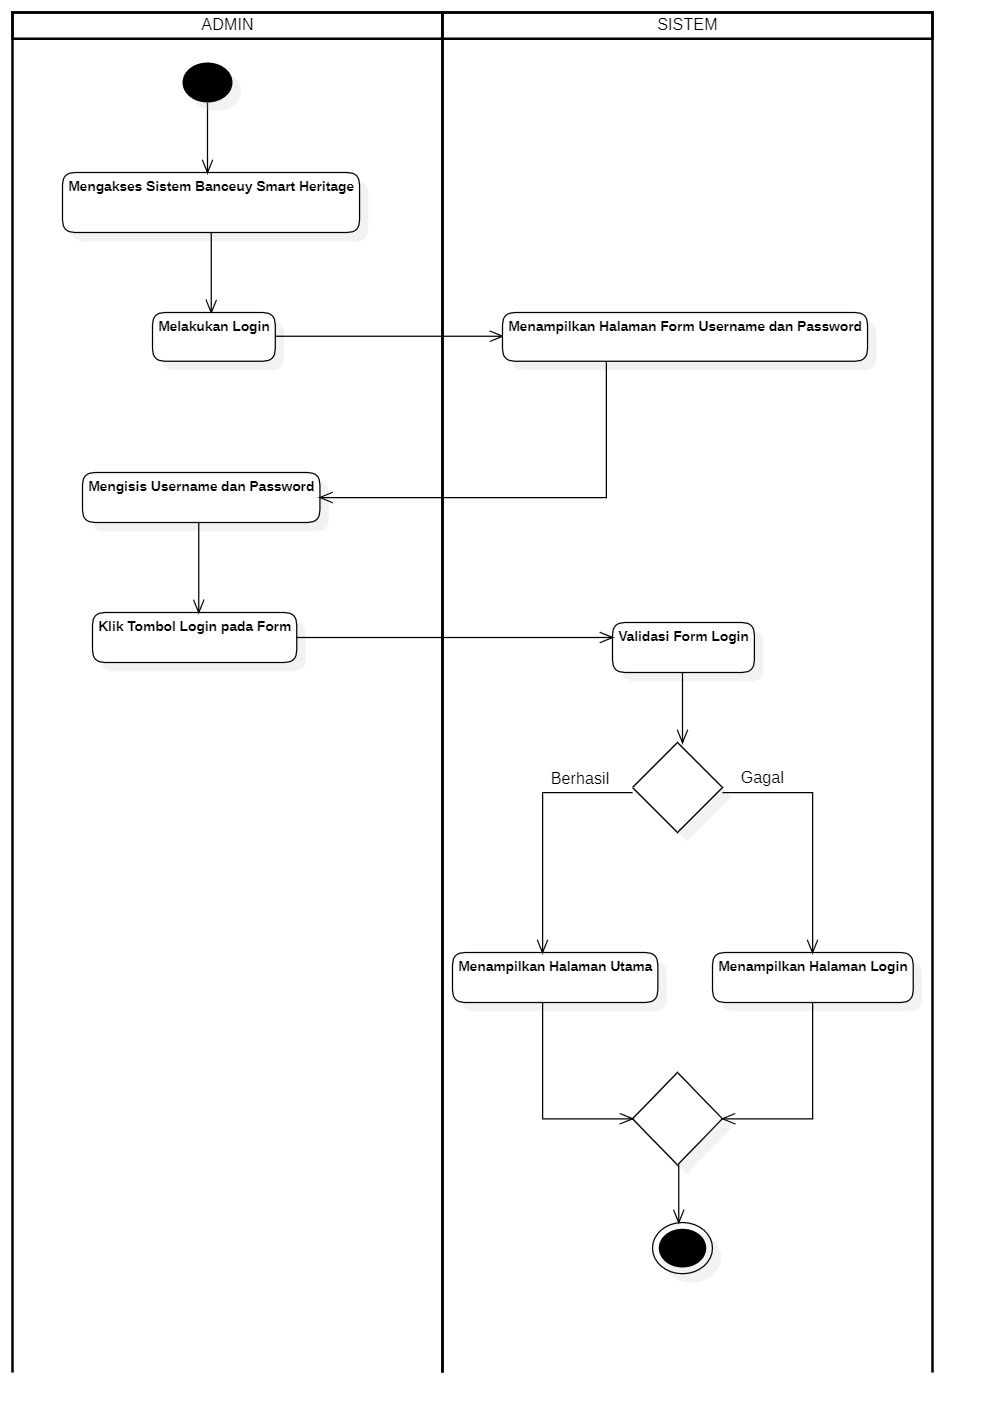 ADMIN
SISTEM
Mengakses Sistem Banceuy Smart Heritage
Melakukan Login
Menampilkan Halaman Form Username dan Password
Mengisis Username dan Password
Klik Tombol Login pada Form
Validasi Form Login
Berhasil
Gagal
Menampilkan Halaman Utama
Menampilkan Halaman Login